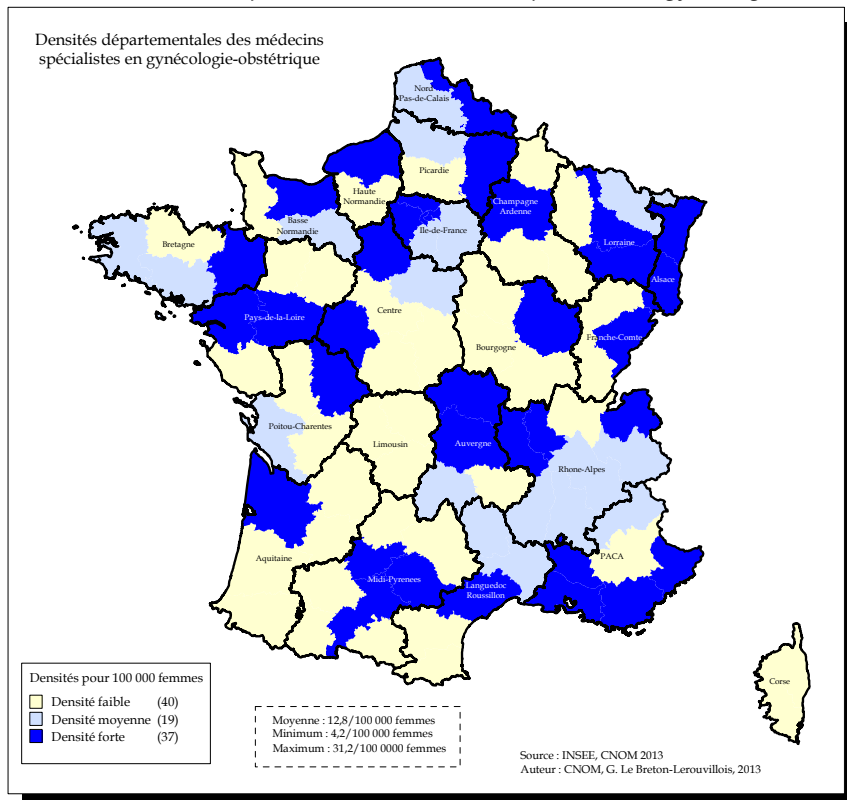 Densités départementales des médecins
spécialistes en gynécologie-obstétrique
Nord
Pas-de-Calais
Picardie
Haute
Normandie
Basse
Normandie
Champagne
Ardenne
Ile-de-France
Lorraine
Bretagne
Alsace
Centre
Pays-de-la-Loire
Franche-Comte
Bourgogne
Poitou-Charentes
Limousin
Auvergne
Rhone-Alpes
Aquitaine
PACA
Midi-Pyrenees
Languedoc
Roussillon
Corse
Densités pour 100 000 femmes
Densité faible (40)
Densité moyenne (19)
Densité forte (37)
Moyenne : 12,8/100 000 femmes
Minimum : 4,2/100 000 femmes
Maximum : 31,2/100 0000 femmes
Source : INSEE, CNOM 2013
Auteur : CNOM, G. Le Breton-Lerouvillois, 2013